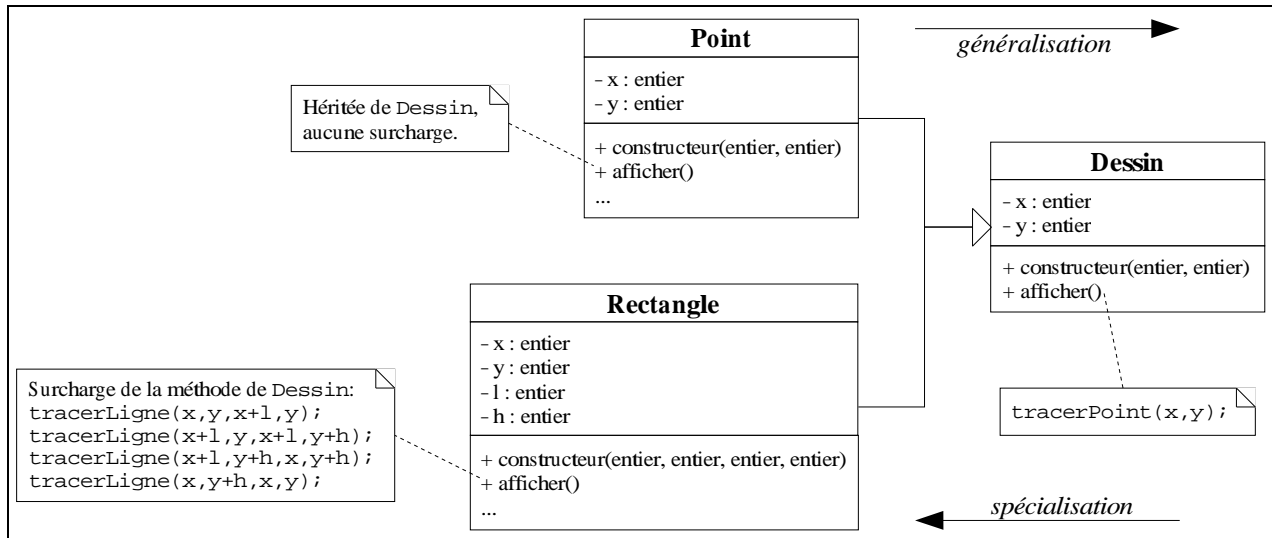 Point
- x : entier
- y : entier
+ constructeur(entier, entier)
+ afficher()
...
généralisation
Héritée de Dessin,
aucune surcharge.
Dessin
- x : entier
- y : entier
+ constructeur(entier, entier)
+ afficher()
Rectangle
- x : entier
- y : entier
- l : entier
- h : entier
+ constructeur(entier, entier, entier, entier)
+ afficher()
...
Surcharge de la méthode de Dessin:
tracerLigne(x,y,x+l,y);
tracerLigne(x+l,y,x+l,y+h);
tracerLigne(x+l,y+h,x,y+h);
tracerLigne(x,y+h,x,y);
tracerPoint(x,y);
spécialisation